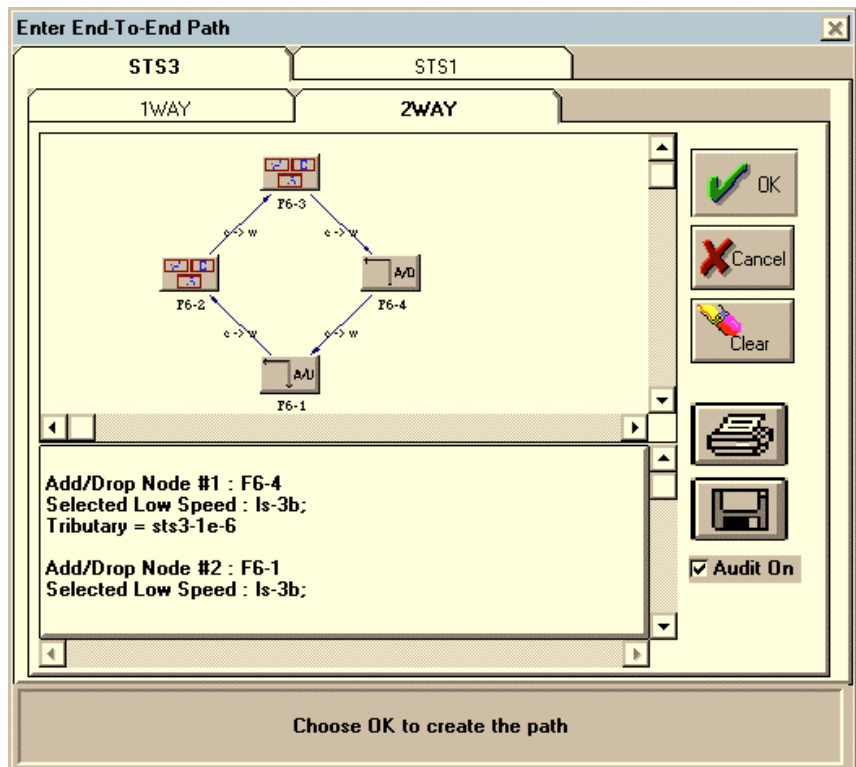 Enter End-To-End Path
STS3
STS1
1WAY
2WAY
F6-3
e -> w
e -> w
A/D
F6-2
F6-4
e -> w
e -> w
A/D
F6-1
OK
Cancel
Clear
Add/Drop Node #1 : F6-4
Selected Low Speed : ls-3b;
Tributary = sts3-1e-6
Add/Drop Node #2 : F6-1
Selected Low Speed : ls-3b;
Audit On
Choose OK to create the path